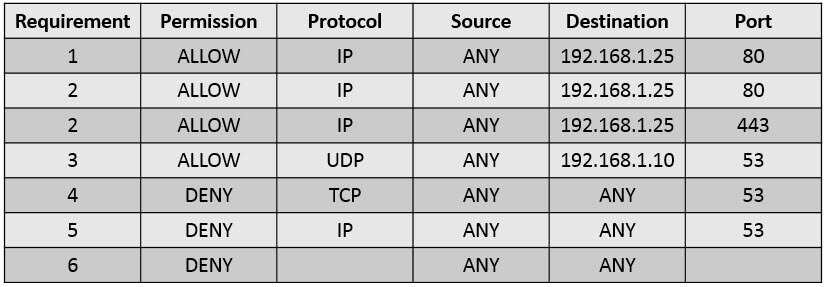 Requirement Permission Protocol Source Destination Port
1 ALLOW IP ANY 192.168.1.25 80
2 ALLOW IP ANY 192.168.1.25 80
2 ALLOW IP ANY 192.168.1.25 443
3 ALLOW UDP ANY 192.168.1.10 53
4 DENY TCP ANY ANY 53
5 DENY IP ANY ANY 53
6 DENY ANY ANY